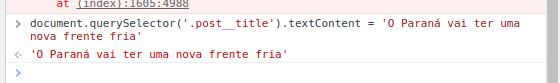 at (index):1605:4988
> document.querySelector('.post__title').textContent = 'O Paraná vai ter uma
nova frente fria'
'O Paraná vai ter uma nova frente fria'
>